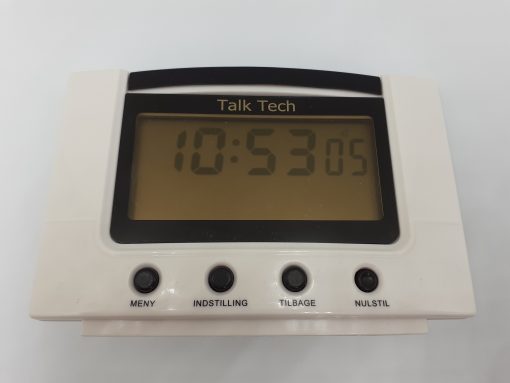 Talk Tech
10:53 05
MENY INDSTILLING TILBAGE NULSTIL